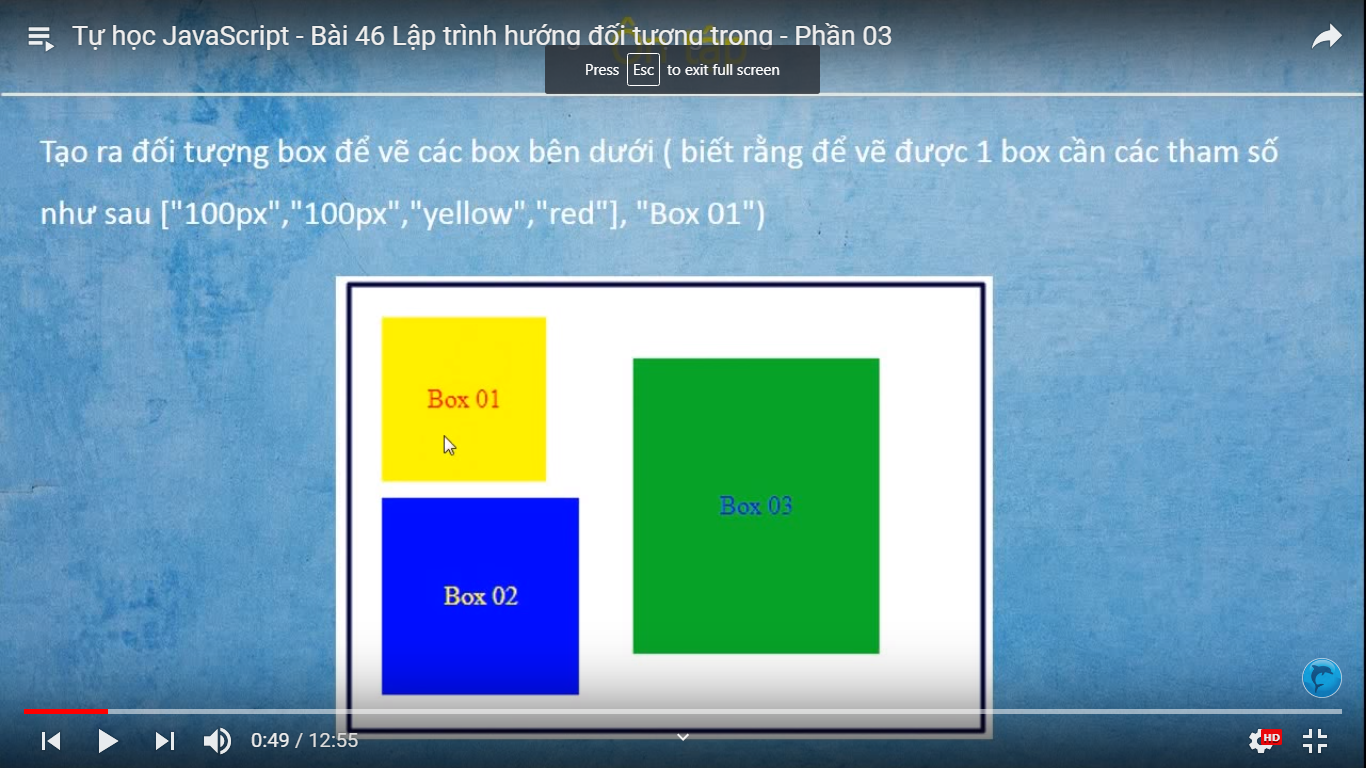 Tự học JavaScript - Bài 46 Lập trình hướng đối tượng trong - Phần 03
Press Esc to exit full screen
Tạo ra đối tượng box để vẽ các box bên dưới ( biết rằng để vẽ được 1 box cần các tham số
như sau ["100px","100px","yellow","red"], "Box 01")
Box 01
Box 03
Box 02
0:49 / 12:55
HD